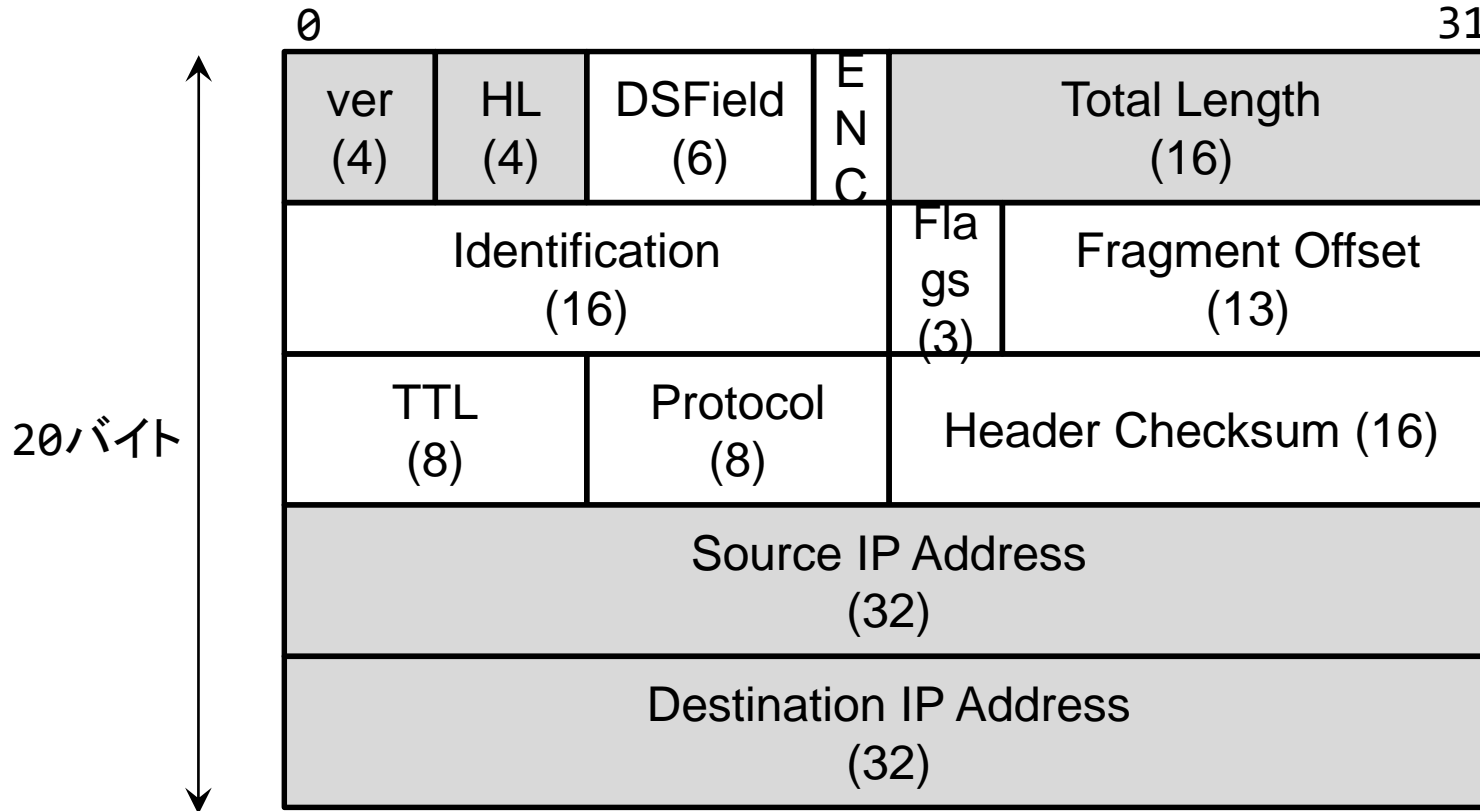 0
31
ver
(4)
HL
(4)
DSField
(6)
E
N
C
Total Length
(16)
Identification
(16)
Fla
gs
(3)
Fragment Offset
(13)
20バイト
TTL
(8)
Protocol
(8)
Header Checksum (16)
Source IP Address
(32)
Destination IP Address
(32)